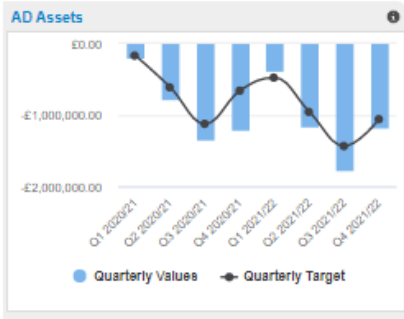 AD Assets
£0.00
-£1,000,000.00
-£2,000,000.00
Q1 2020/21
Q2 2020/21
Q3 2020/21
Q4 2020/21
Q1 2021/22
Q2 2021/22
Q3 2021/22
Q4 2021/22
Quarterly Values
Quarterly Target